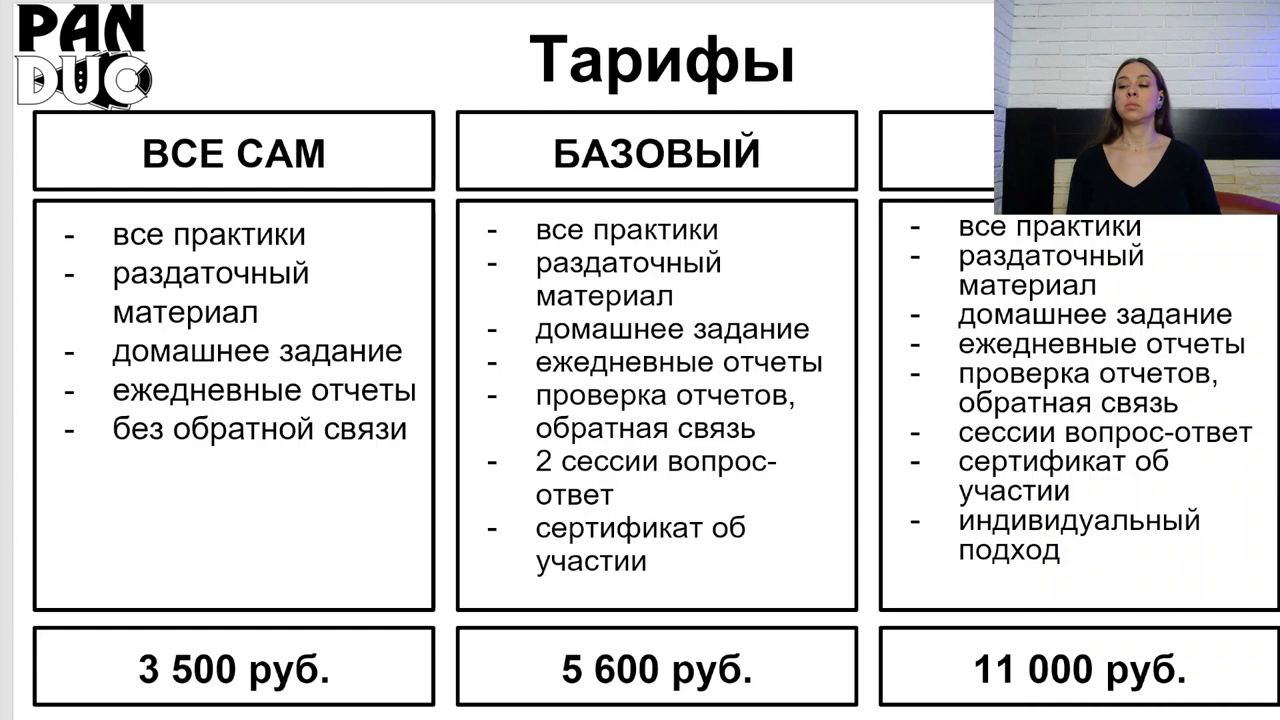 PAN
DUC
Тарифы
ВСЕ САМ
- все практики
- раздаточный
материал
- домашнее задание
- ежедневные отчеты
- без обратной связи
3 500 руб.
БАЗОВЫЙ
- все практики
- раздаточный
материал
- домашнее задание
- ежедневные отчеты
- проверка отчетов,
обратная связь
- 2 сессии вопрос-
ответ
- сертификат об
участии
5 600 руб.
- все практики
- раздаточный
материал
- домашнее задание
- ежедневные отчеты
- проверка отчетов,
обратная связь
- сессии вопрос-ответ
- сертификат об
участии
- индивидуальный
подход
11 000 руб.